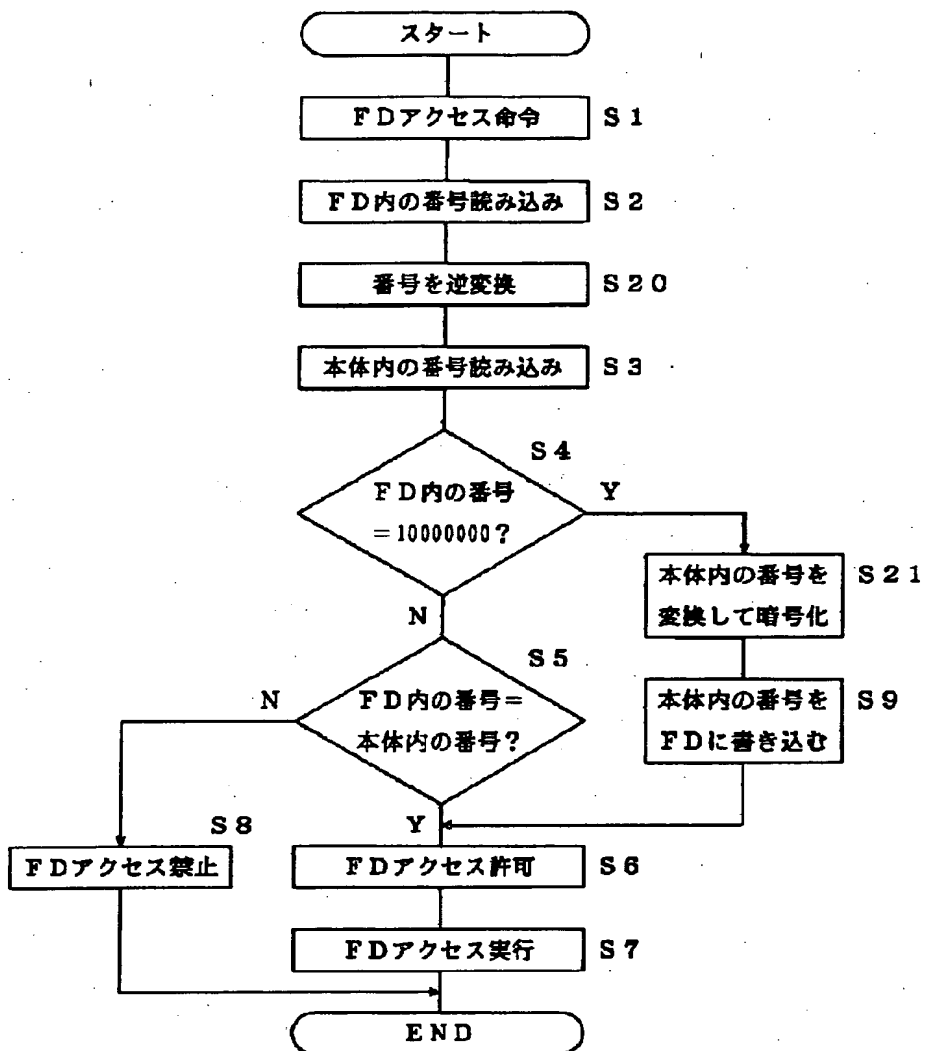 スタート
FDアクセス命令 S1
FD内の番号読み込み S2
番号を逆変換 S20
本体内の番号読み込み S3
S4
FD内の番号
=10000000?
Y
N
本体内の番号を S21
変換して暗号化
S5
N
FD内の番号=
本体内の番号?
本体内の番号を S9
FDに書き込む
S8
Y
FDアクセス禁止
FDアクセス許可 S6
FDアクセス実行 S7
END